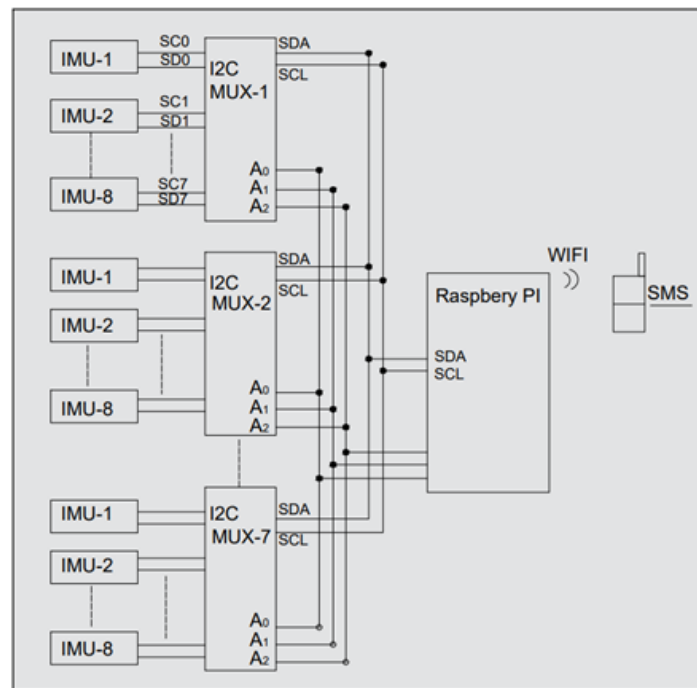 IMU-1
SC0
SD0
IMU-2
SC1
SD1
IMU-8
SC7
SD7
I2C
MUX-1
SDA
SCL
A0
A1
A2
IMU-1
IMU-2
IMU-8
I2C
MUX-2
SDA
SCL
A0
A1
A2
IMU-1
IMU-2
IMU-8
I2C
MUX-7
SDA
SCL
A0
A1
A2
Raspbery PI
SDA
SCL
WIFI
SMS